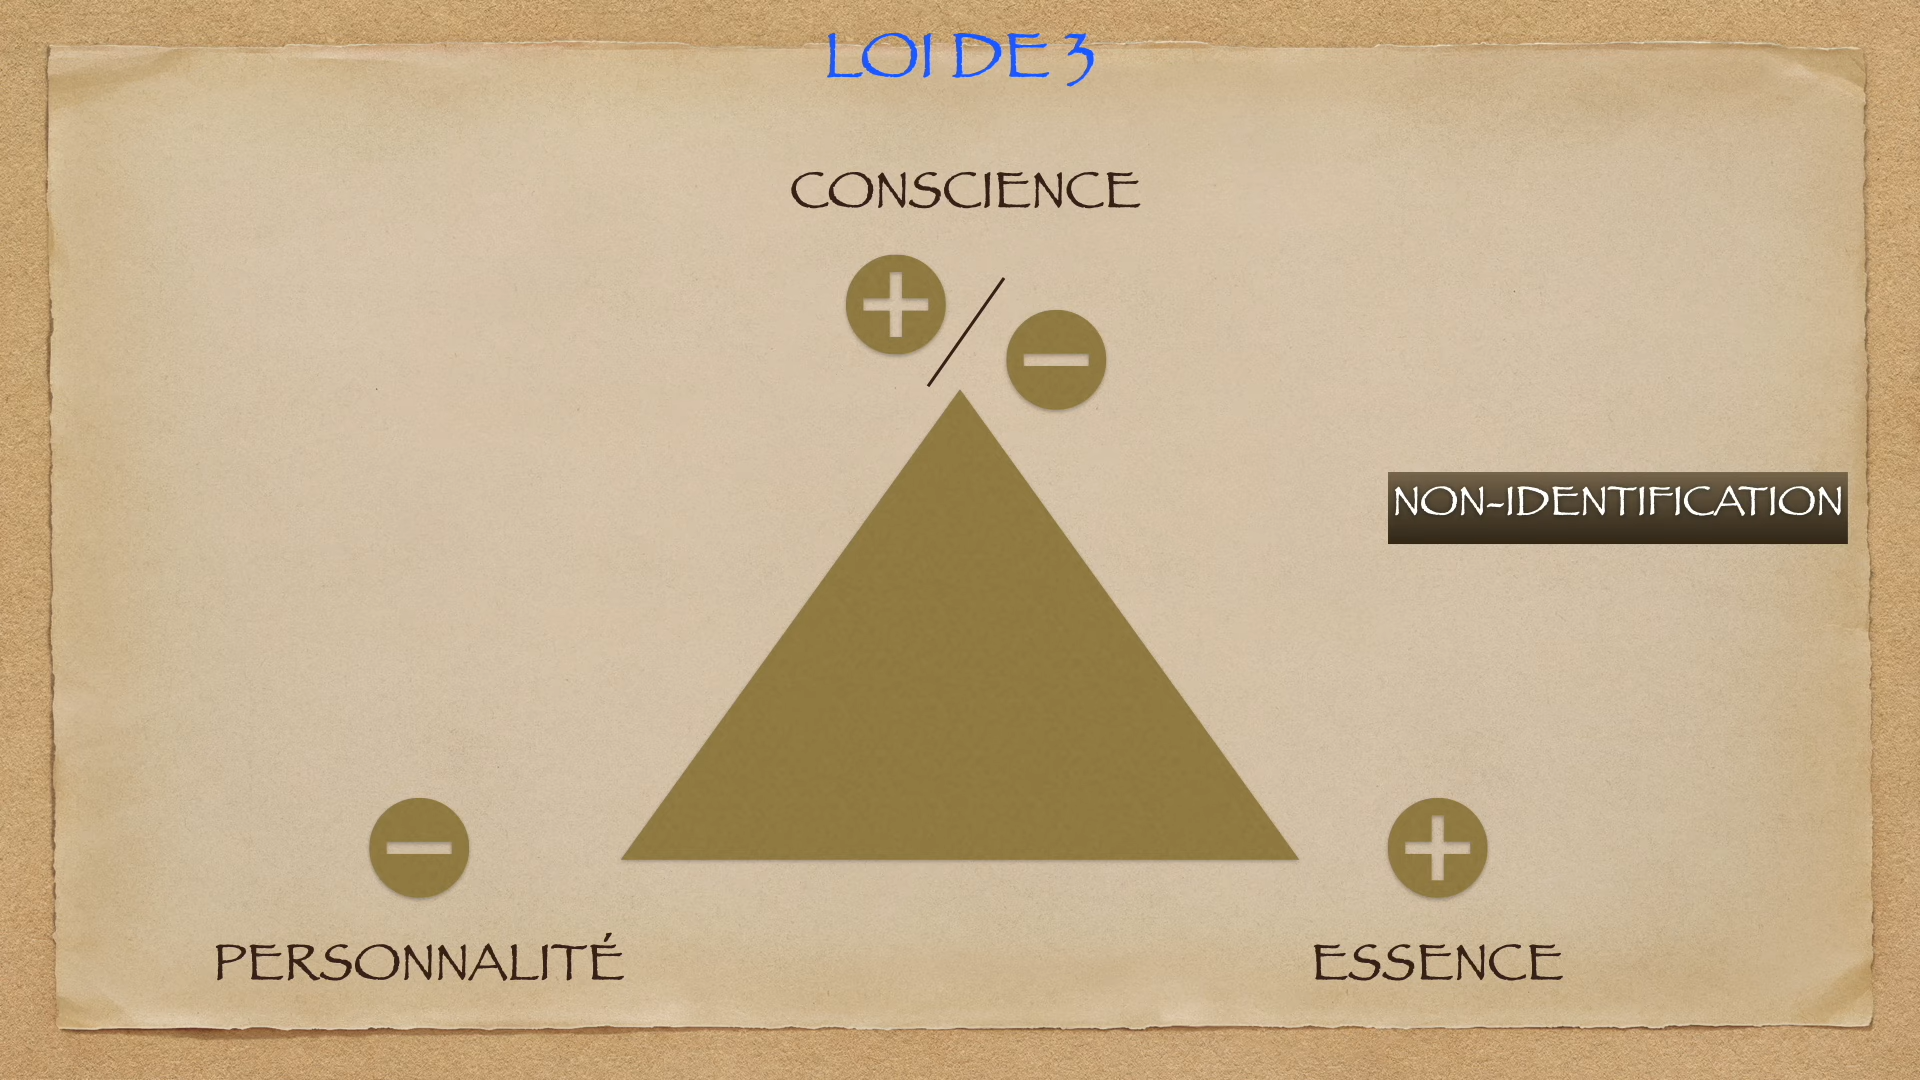 LOI DE 3
CONSCIENCE
NON-IDENTIFICATION
PERSONNALITÉ
ESSENCE